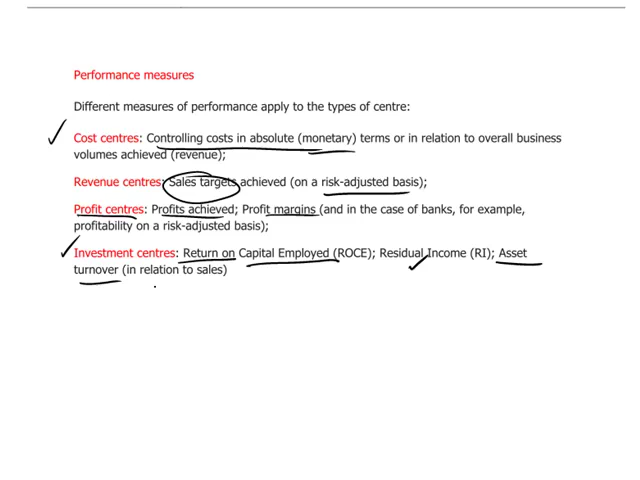 Performance measures
Different measures of performance apply to the types of centre:
Cost centres: Controlling costs in absolute (monetary) terms or in relation to overall business
volumes achieved (revenue);
Revenue centres: Sales targets achieved (on a risk-adjusted basis);
Profit centres: Profits achieved; Profit margins (and in the case of banks, for example,
profitability on a risk-adjusted basis);
Investment centres: Return on Capital Employed (ROCE); Residual Income (RI); Asset
turnover (in relation to sales)